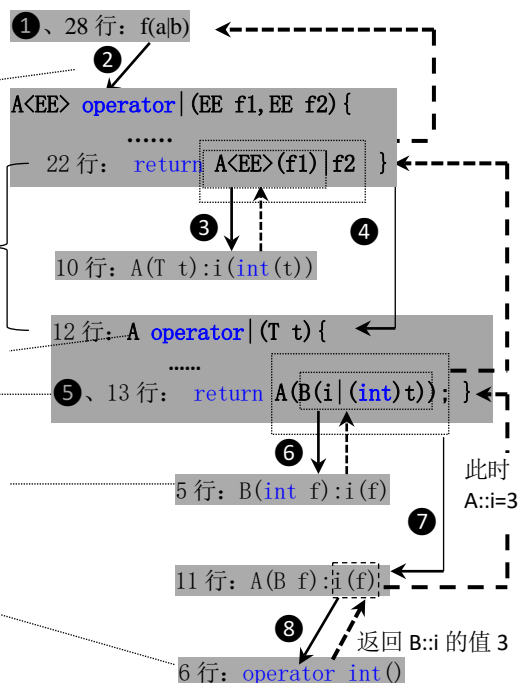 ❶、28 行：f(a|b)
❷
A<EE> operator|(EE f1,EE f2){
……
22 行： return A<EE>(f1)|f2 }
❸
❹
10 行：A(T t):i(int(t))
12 行：A operator|(T t){
……
❺、13 行： return A(B(i|(int)t)); }
❻
此时
A::i=3
5 行：B(int f):i(f)
❼
11 行：A(B f):i(f)
❽
返回 B::i 的值 3
6 行：operator int()